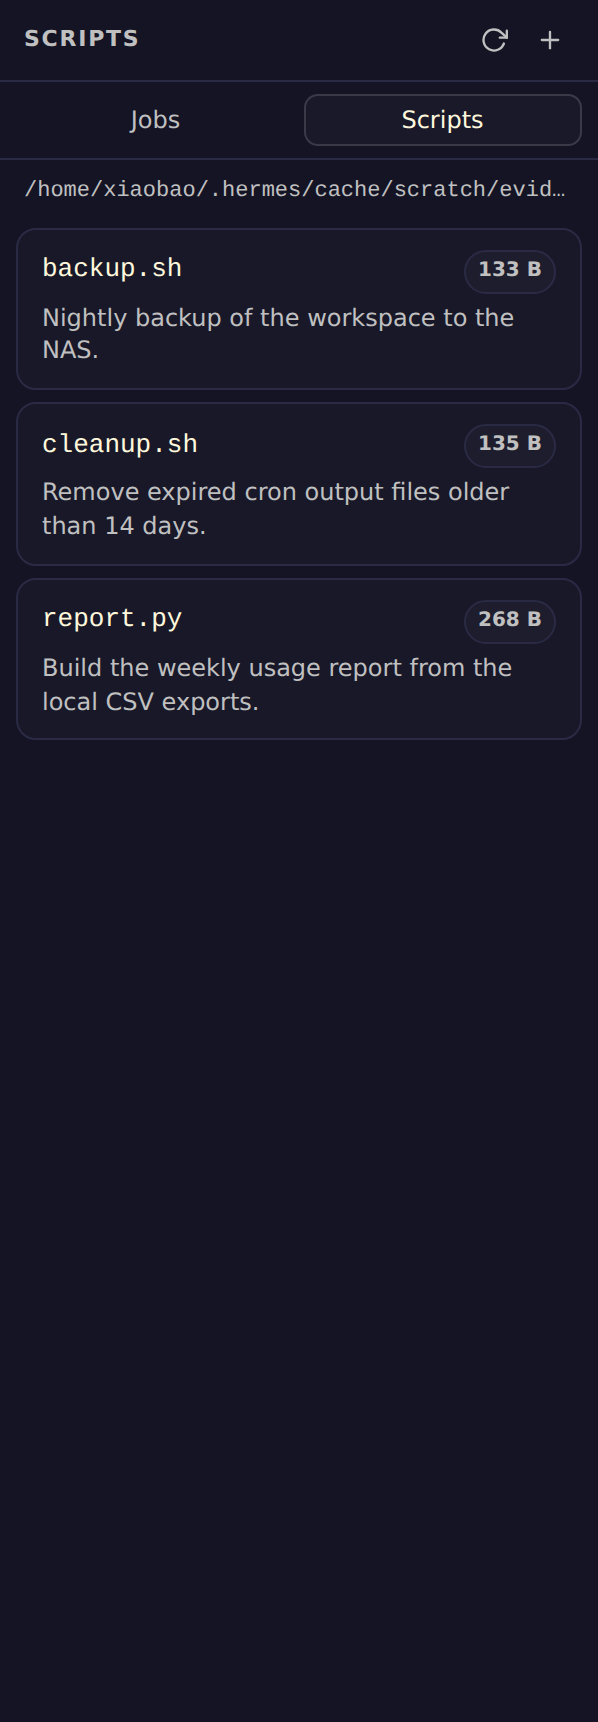 SCRIPTS
Jobs
Scripts
/home/xiaobao/.hermes/cache/scratch/evid…
backup.sh
133 B
Nightly backup of the workspace to the
NAS.
cleanup.sh
135 B
Remove expired cron output files older
than 14 days.
report.py
268 B
Build the weekly usage report from the
local CSV exports.